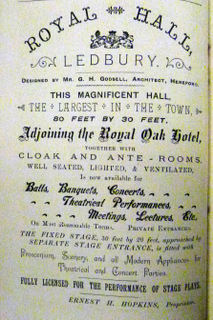 ROYAL HALL,
LEDBURY.
DESIGNED BY MR. G. H. GODSELL, ARCHITECT, HEREFORD.
THIS MAGNIFICENT HALL,
THE LARGEST IN THE TOWN,
80 FEET BY 30 FEET,
Adjoining the Royal Oak Hotel,
TOGETHER WITH
CLOAK AND ANTE-ROOMS.
WELL SEATED, LIGHTED, & VENTILATED,
Is now available for
Balls, Banquets, Concerts, „ „
„ „ Theatrical Performances, „ „
„ „ „ Meetings, Lectures, Etc.
On Most Reasonable Terms. PRIVATE ENTRANCES.
THE FIXED STAGE, 30 feet by 20 feet, approached by
SEPARATE STAGE ENTRANCE, is fitted with
Proscenium, Scenery, and all Modern Appliances for
Theatrical and Concert Parties.
FULLY LICENSED FOR THE PERFORMANCE OF STAGE PLAYS.
ERNEST H. HOPKINS, Proprietor.